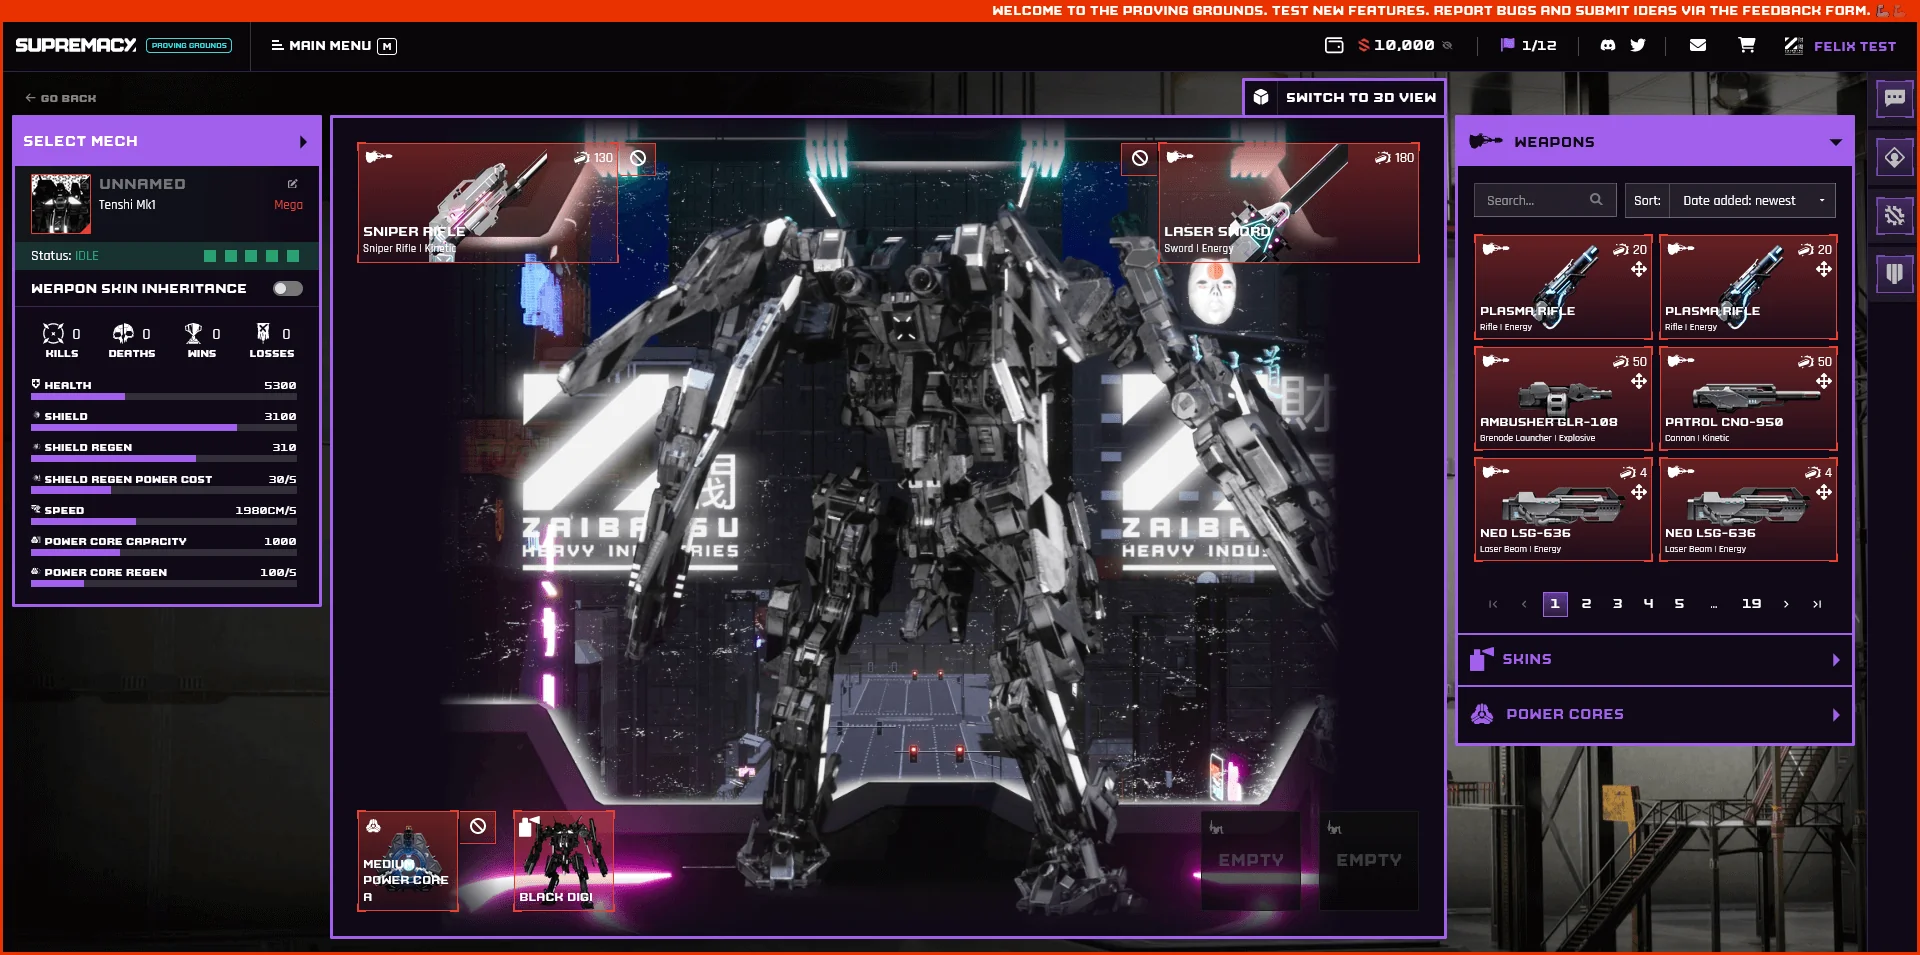 WELCOME TO THE PROVING GROUNDS. TEST NEW FEATURES. REPORT BUGS AND SUBMIT IDEAS VIA THE FEEDBACK FORM.
SUPREMACY PROVING GROUNDS MAIN MENU M 10,000 1/12 FELIX TEST
GO BACK
SWITCH TO 3D VIEW
SELECT MECH
UNNAMED
Tenshi Mk1 Mega
Status: IDLE
WEAPON SKIN INHERITANCE
0 0 0 0
KILLS DEATHS WINS LOSSES
HEALTH 5300
SHIELD 3100
SHIELD REGEN 310
SHIELD REGEN POWER COST 30/S
SPEED 1980CM/S
POWER CORE CAPACITY 1000
POWER CORE REGEN 100/S
130
SNIPER RIFLE
Sniper Rifle | Kinetic
180
LASER SWORD
Sword | Energy
ZAIBA SU
HEAVY IN RIES
ZAIBA
HEAVY INDUS
財
MEDIUM
POWER CORE
A
BLACK DIGI
EMPTY
EMPTY
WEAPONS
Search...
Sort: Date added: newest
20
PLASMA RIFLE
Rifle | Energy
20
PLASMA RIFLE
Rifle | Energy
50
AMBUSHER GLR-108
Grenade Launcher | Explosive
50
PATROL CNO-950
Cannon | Kinetic
4
NEO LSG-636
Laser Beam | Energy
4
NEO LSG-636
Laser Beam | Energy
1 2 3 4 5 ... 19
SKINS
POWER CORES